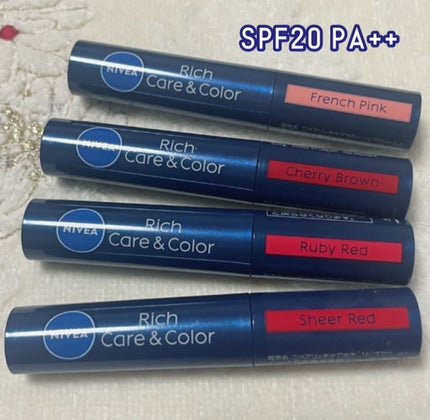 SPF20 PA++
NIVEA
Rich
Care & Color
French Pink
NIVEA
Rich
Care & Color
Cherry Brown
NIVEA
Rich
Care & Color
Ruby Red
NIVEA
Rich
Care & Color
Sheer Red